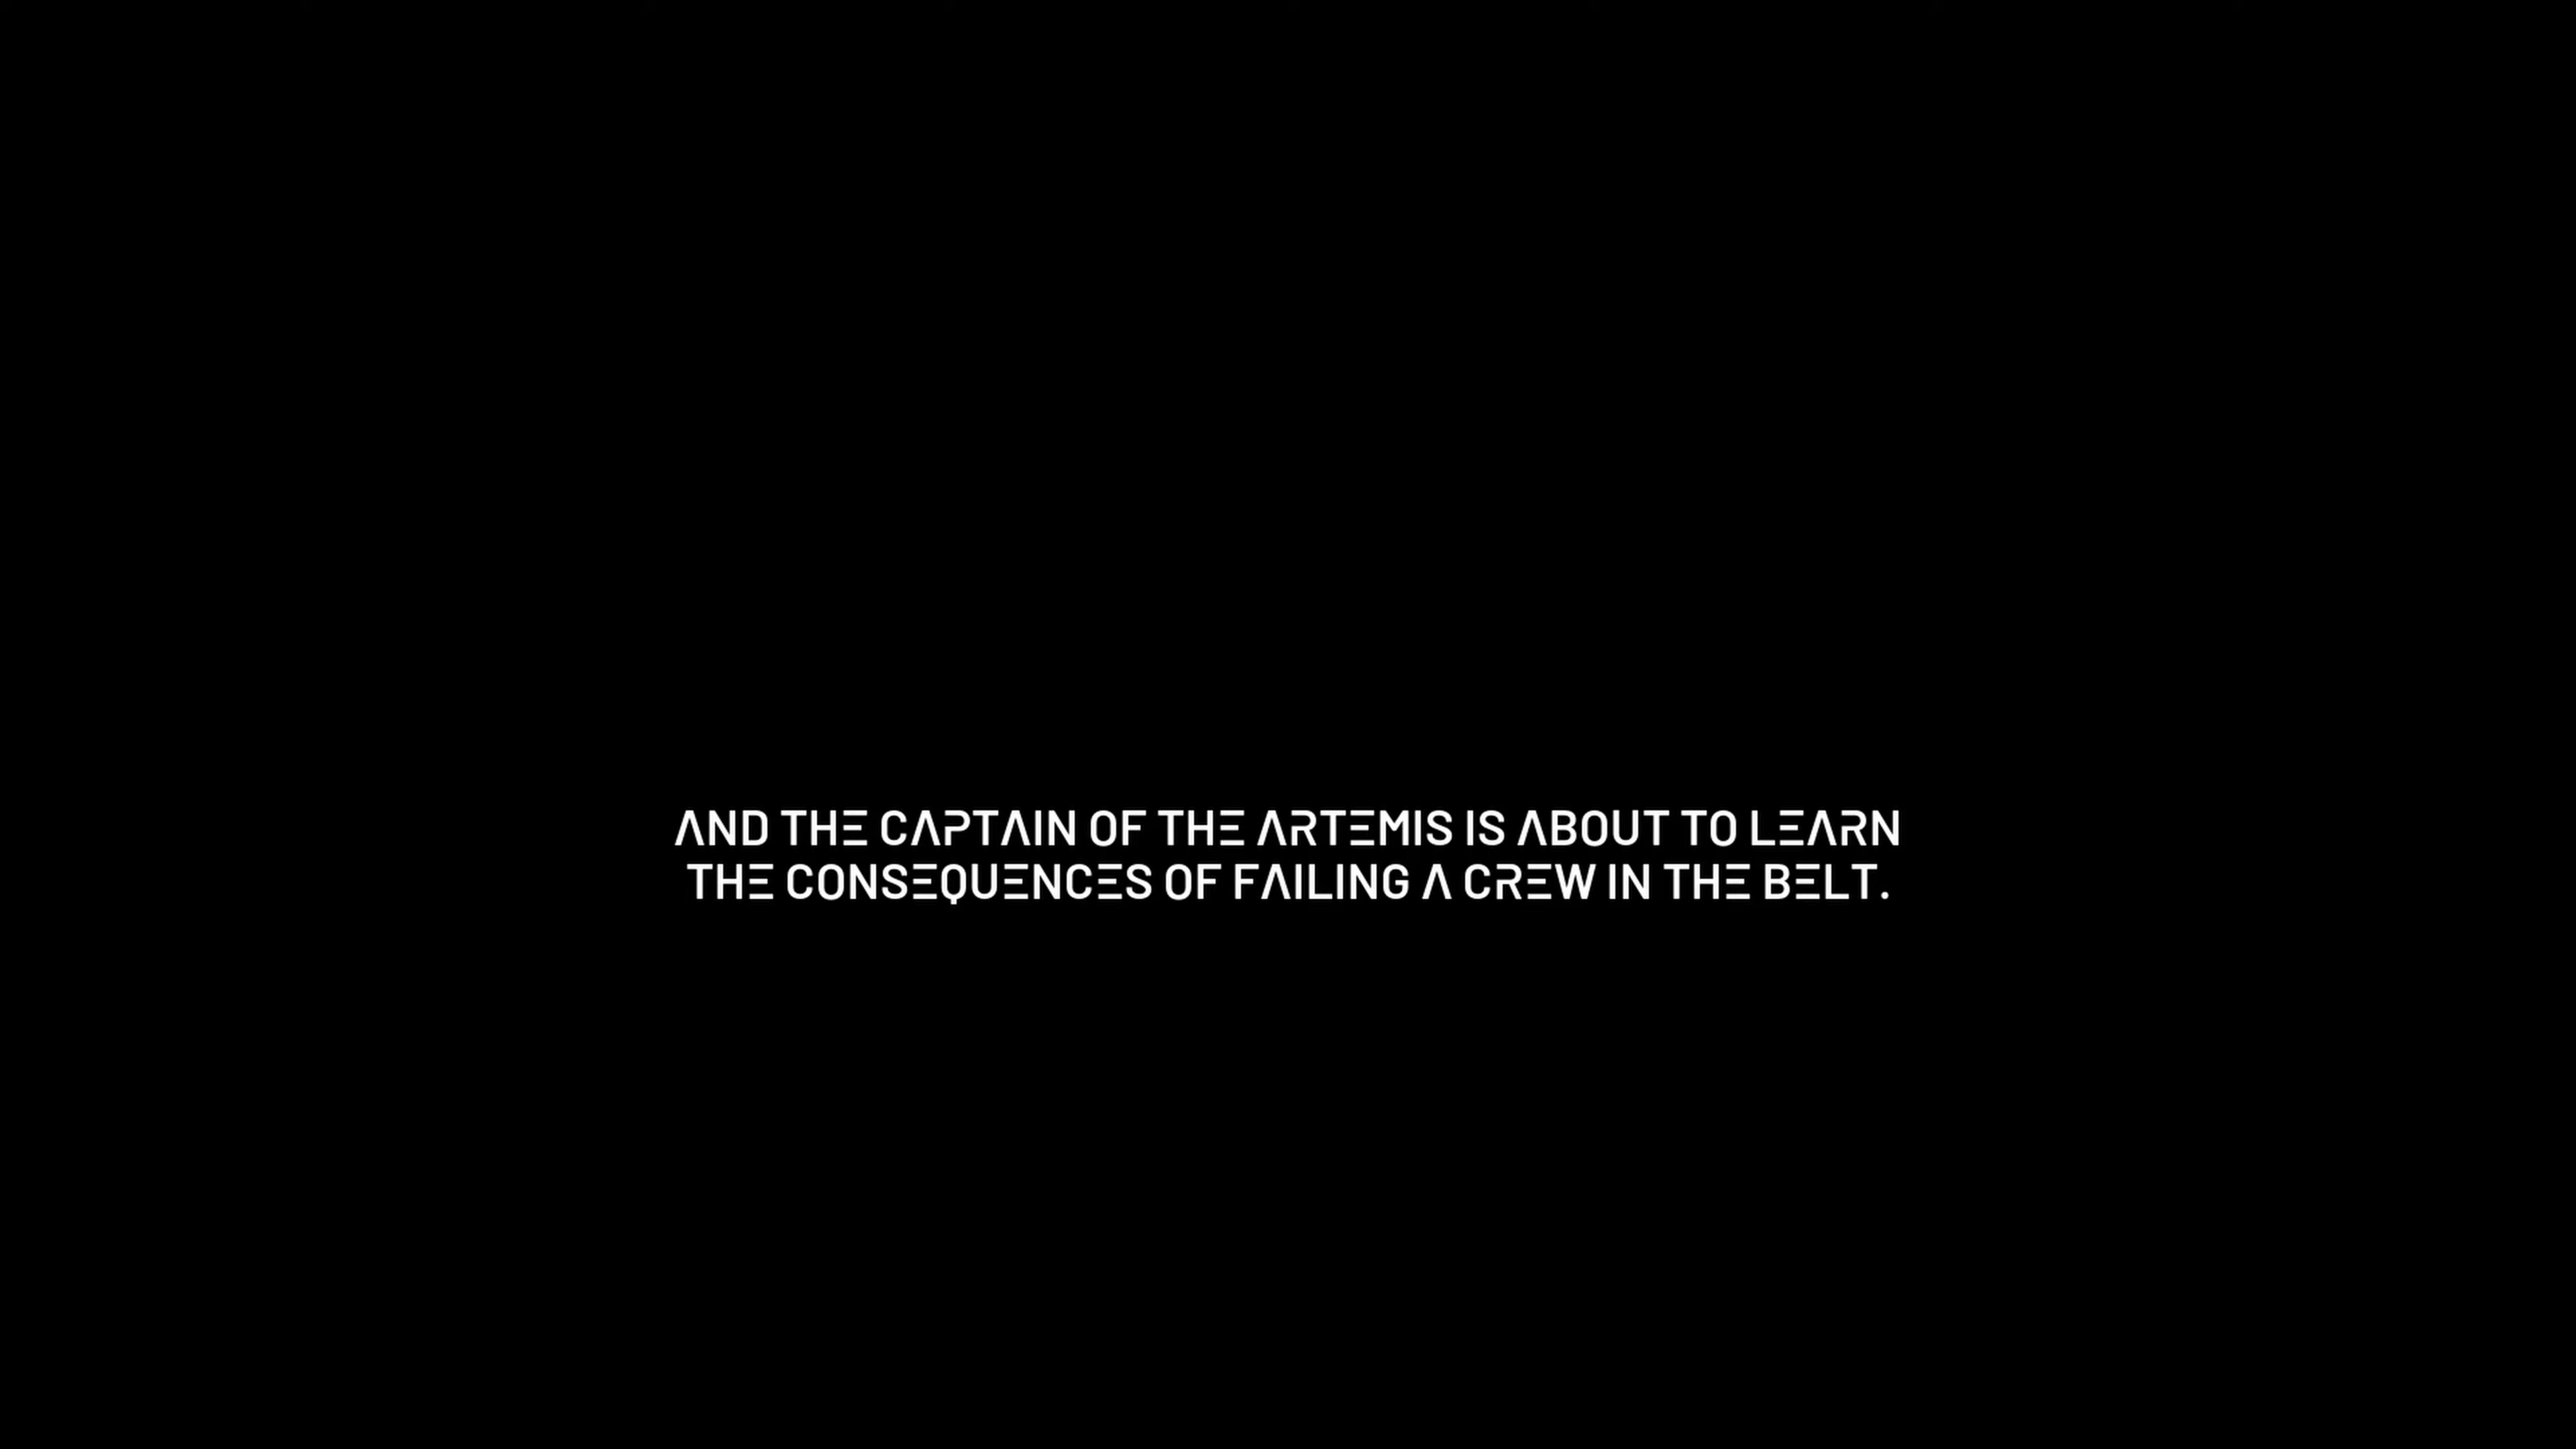 AND THE CAPTAIN OF THE ARTEMIS IS ABOUT TO LEARN
THE CONSEQUENCES OF FAILING A CREW IN THE BELT.